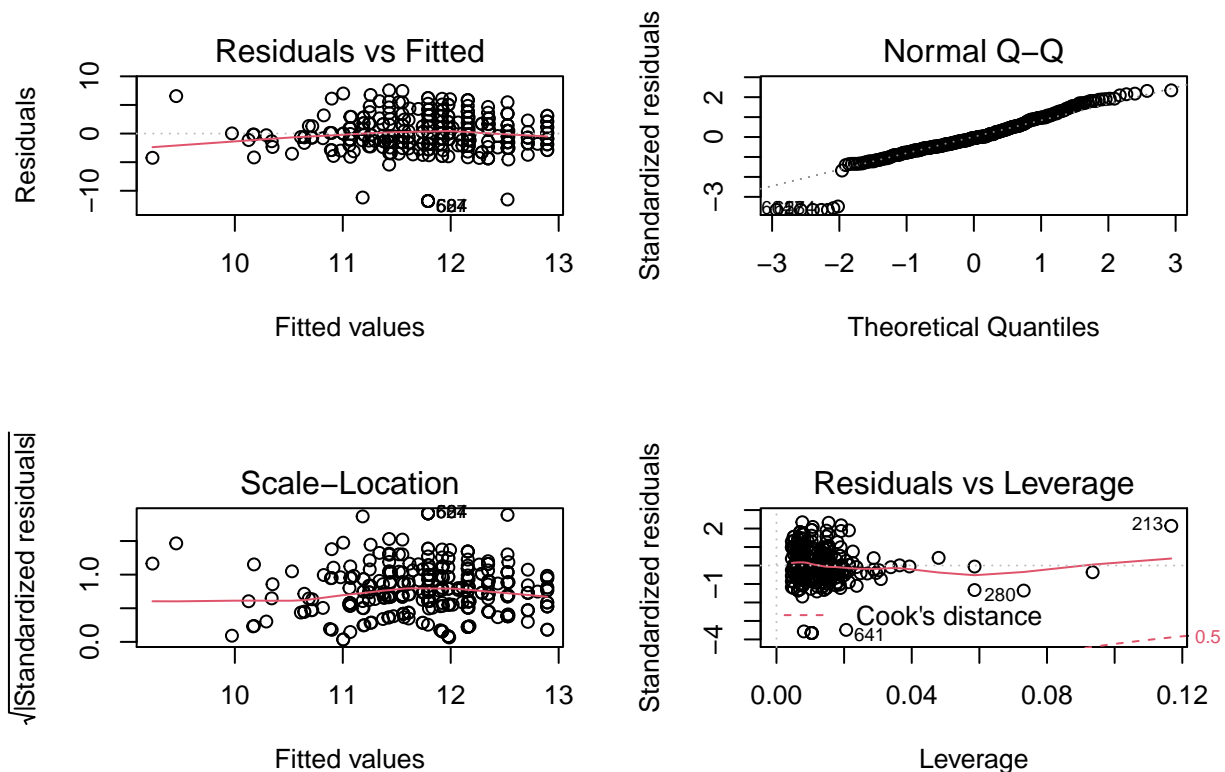 Residuals vs Fitted
Residuals
10
0
−10
10 11 12 13
Fitted values
Normal Q−Q
Standardized residuals
2
0
−3
−3 −2 −1 0 1 2 3
Theoretical Quantiles
Scale−Location
√|Standardized residuals|
1.0
0.0
10 11 12 13
Fitted values
Residuals vs Leverage
Standardized residuals
2
−1
−4
213
280
Cook's distance
641
0.5
0.00 0.04 0.08 0.12
Leverage